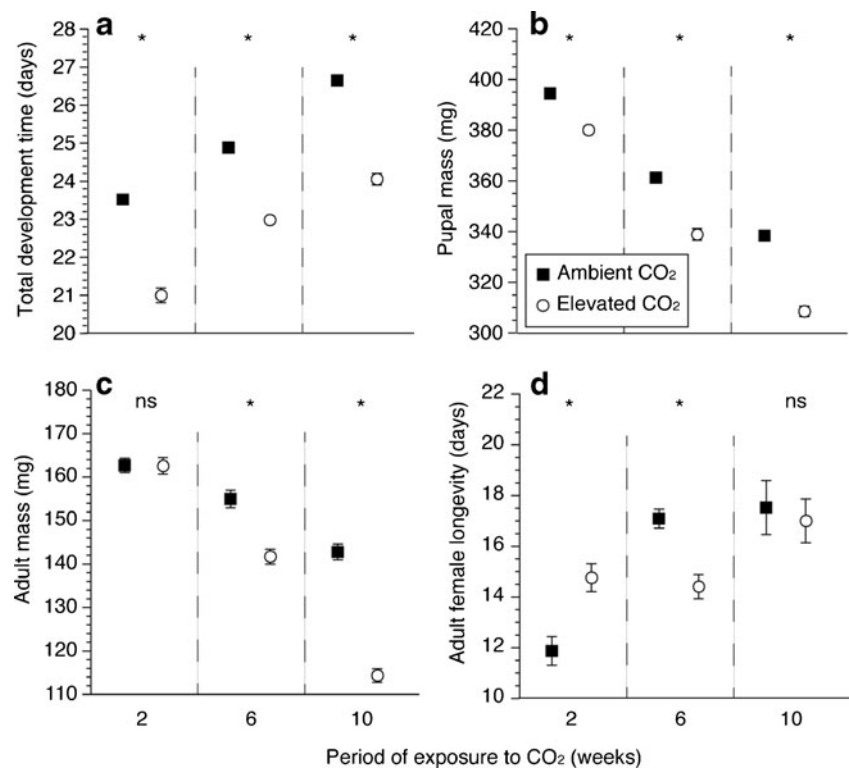 a
* * *
Total development time (days)
28
27
26
25
24
23
22
21
20
b
* * *
Pupal mass (mg)
420
400
380
360
340
320
310
300
Ambient CO₂
Elevated CO₂
c
ns * *
Adult mass (mg)
180
170
160
150
140
130
120
110
2 6 10
d
* * ns
Adult female longevity (days)
22
20
18
16
14
12
10
2 6 10
Period of exposure to CO₂ (weeks)